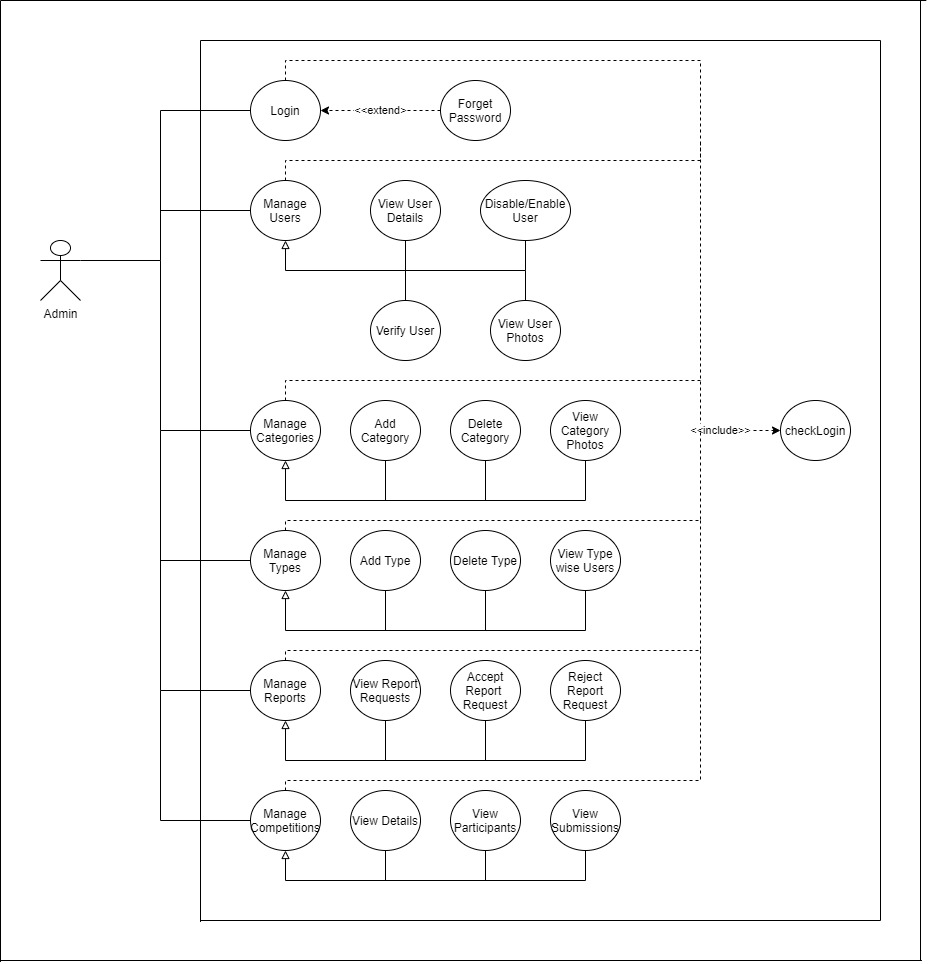 Login
<<extend>>
Forget
Password
Manage
Users
View User
Details
Disable/Enable
User
Admin
Verify User
View User
Photos
Manage
Categories
Add
Category
Delete
Category
View
Category
Photos
<<include>>
checkLogin
Manage
Types
Add Type
Delete Type
View Type
wise Users
Manage
Reports
View Report
Requests
Accept
Report
Request
Reject
Report
Request
Manage
Competitions
View Details
View
Participants
View
Submissions